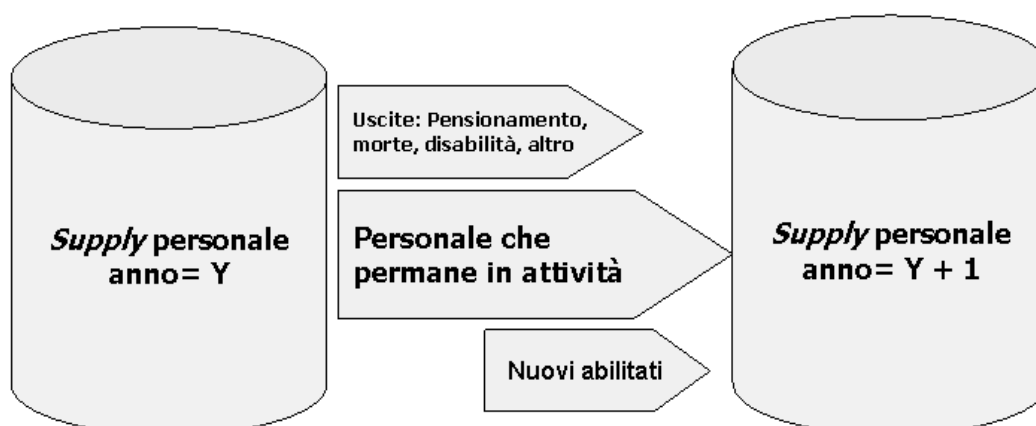 Supply personale
anno= Y
Uscite: Pensionamento,
morte, disabilità, altro
Personale che
permane in attività
Nuovi abilitati
Supply personale
anno= Y + 1